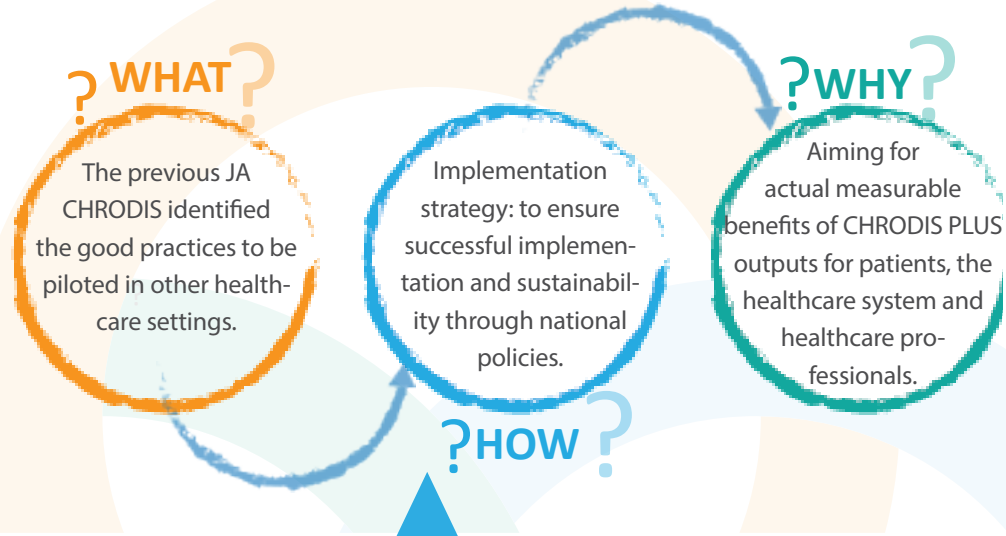 ? WHAT ?
The previous JA
CHRODIS identified
the good practices to be
piloted in other health-
care settings.
Implementation
strategy: to ensure
successful implemen-
tation and sustainabil-
ity through national
policies.
? HOW ?
? WHY ?
Aiming for
actual measurable
benefits of CHRODIS PLUS
outputs for patients, the
healthcare system and
healthcare pro-
fessionals.